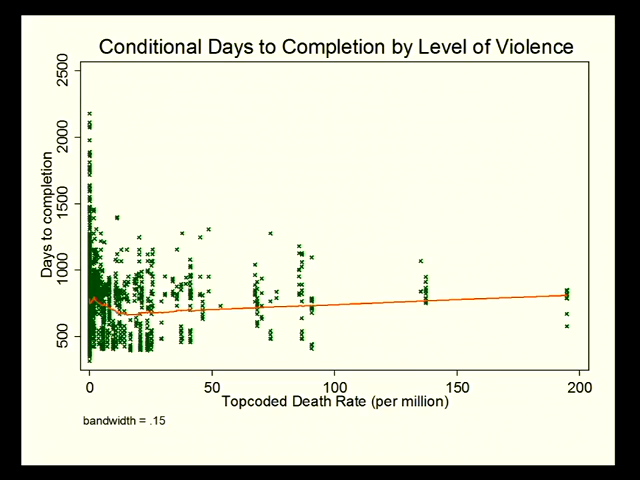 Conditional Days to Completion by Level of Violence
2500
2000
1500
1000
500
Days to completion
0
50
100
150
200
Topcoded Death Rate (per million)
bandwidth = .15